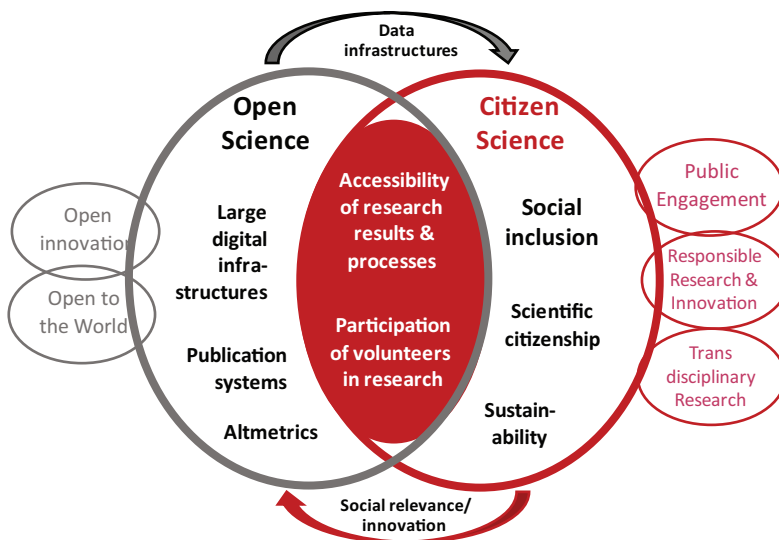 Data
infrastructures
Open
Science
Citizen
Science
Accessibility
of research
results &
processes
Participation
of volunteers
in research
Large
digital
infra-
structures
Publication
systems
Altmetrics
Social
inclusion
Scientific
citizenship
Sustain-
ability
Open
innovation
Open to
the World
Public
Engagement
Responsible
Research &
Innovation
Trans
disciplinary
Research
Social relevance/
innovation